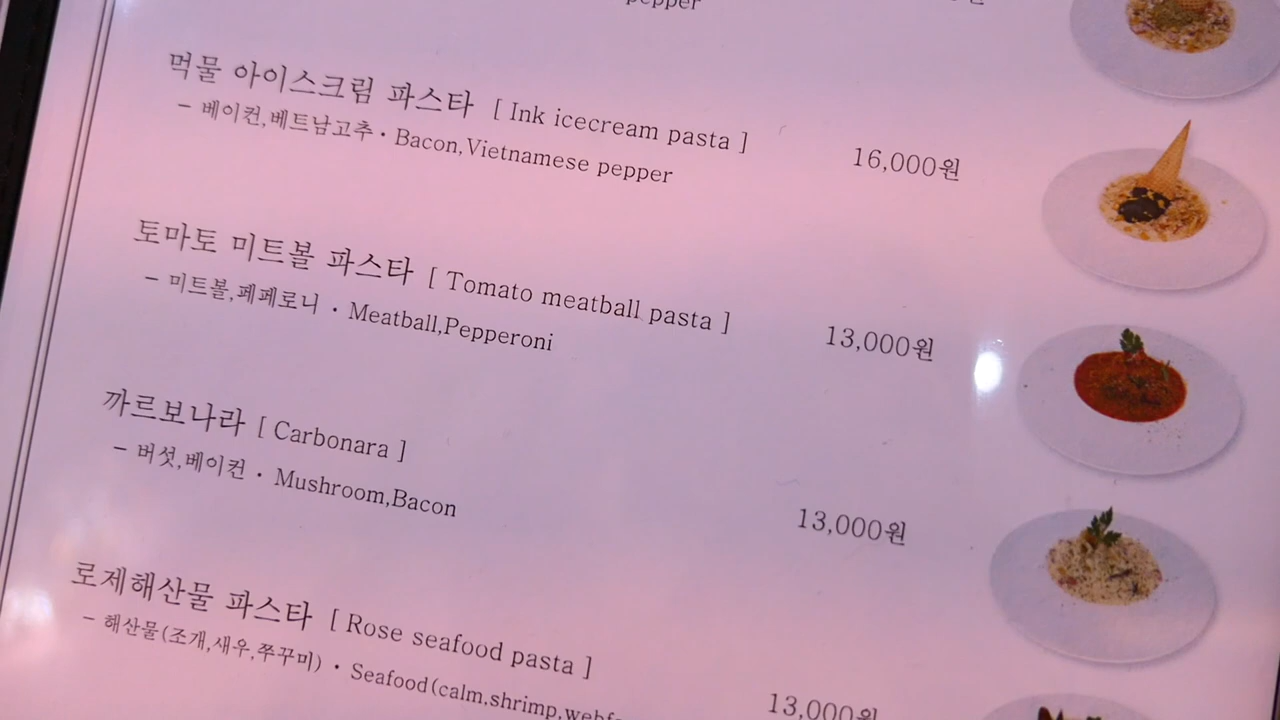 pepper
먹물 아이스크림 파스타 [ Ink icecream pasta ]
- 베이컨,베트남고추 · Bacon,Vietnamese pepper
16,000원
토마토 미트볼 파스타 [ Tomato meatball pasta ]
- 미트볼,페페로니 · Meatball,Pepperoni
13,000원
까르보나라 [ Carbonara ]
- 버섯,베이컨 · Mushroom,Bacon
13,000원
로제해산물 파스타 [ Rose seafood pasta ]
- 해산물(조개,새우,쭈꾸미) · Seafood(calm,shrimp,
13,000원